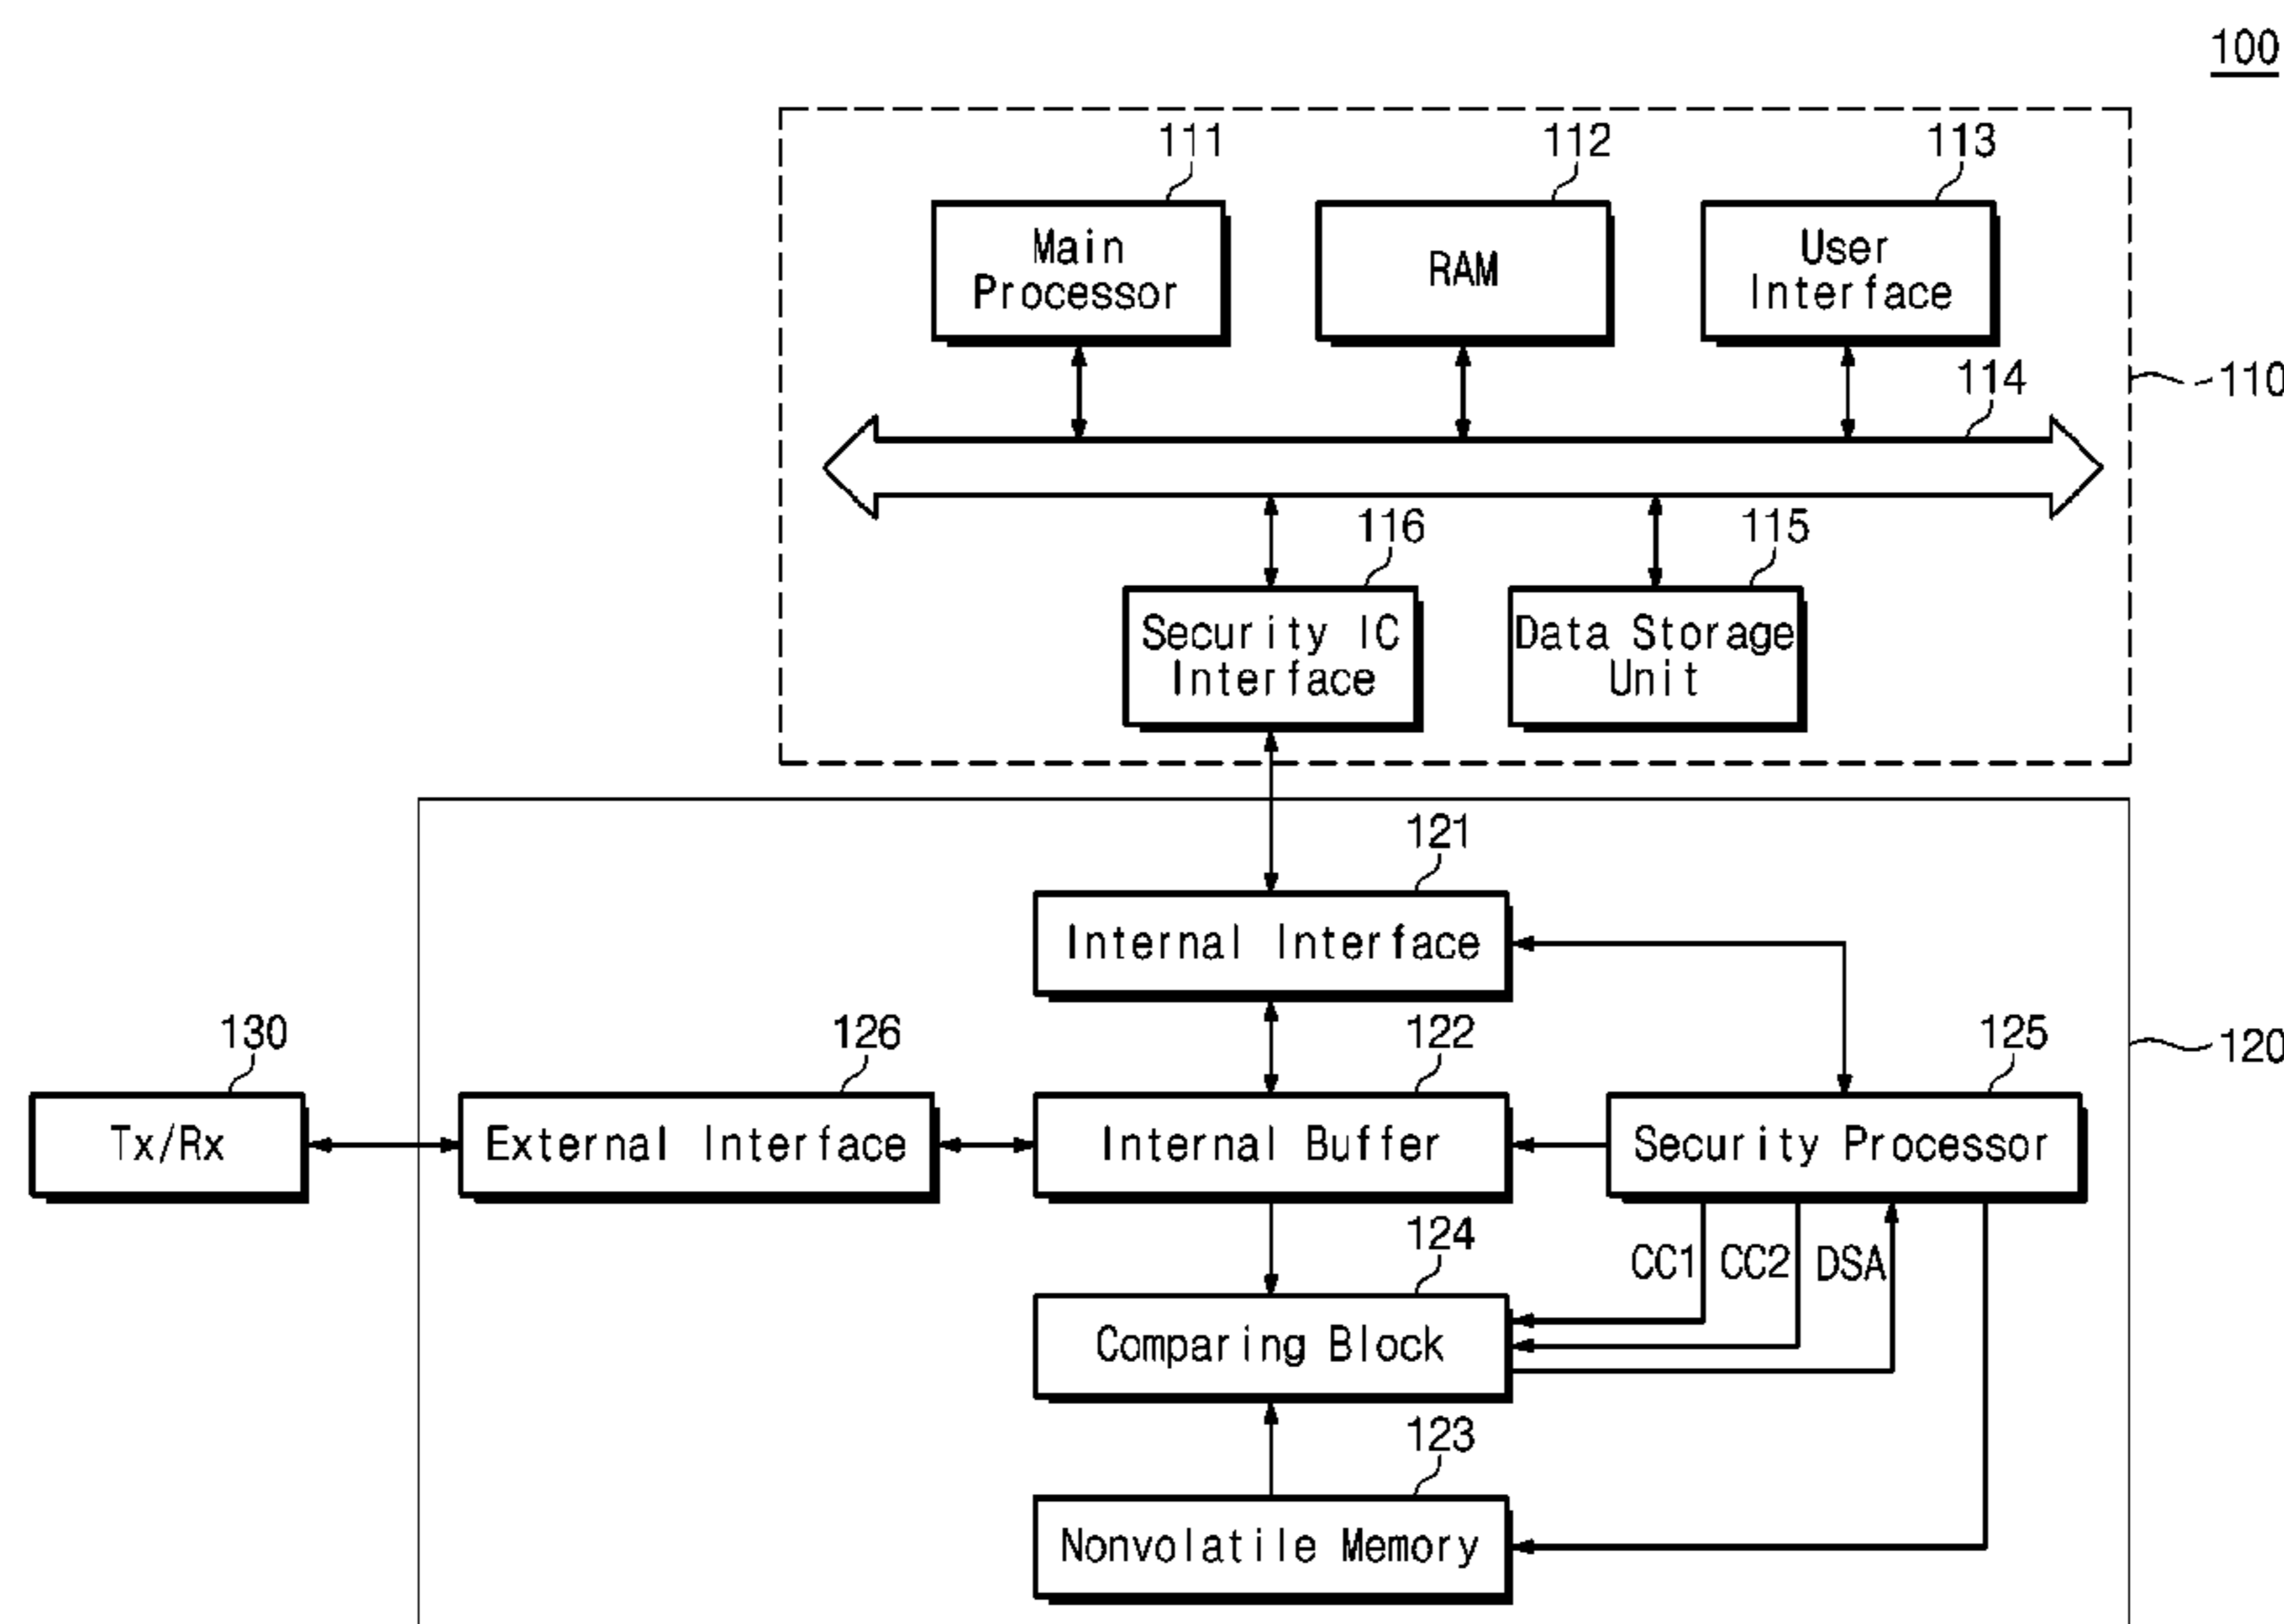 100
111
112
113
Main
Processor
RAM
User
Interface
114
110
116
115
Security IC
Interface
Data Storage
Unit
121
Internal Interface
130
126
122
125
120
Tx/Rx
External Interface
Internal Buffer
Security Processor
124
CC1
CC2
DSA
Comparing Block
123
Nonvolatile Memory